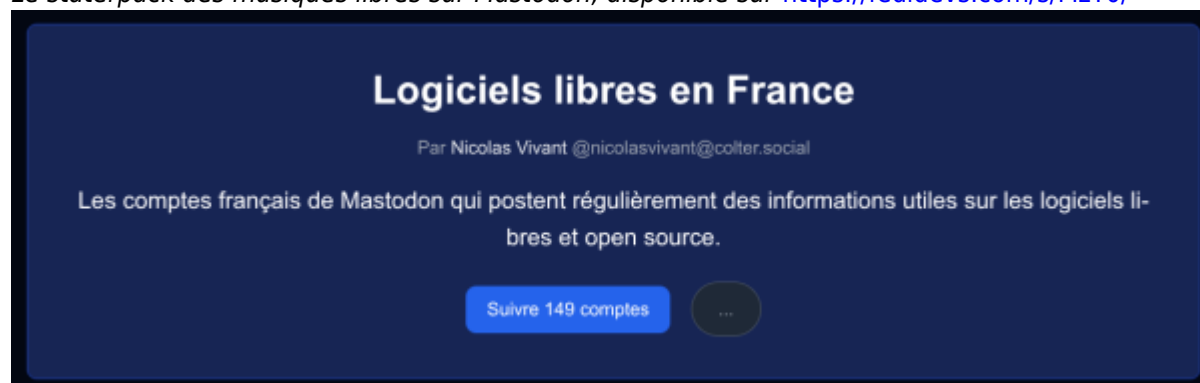 Logiciels libres en France
Par Nicolas Vivant @nicolasvivant@colter.social
Les comptes français de Mastodon qui postent régulièrement des informations utiles sur les logiciels li-
bres et open source.
Suivre 149 comptes
...